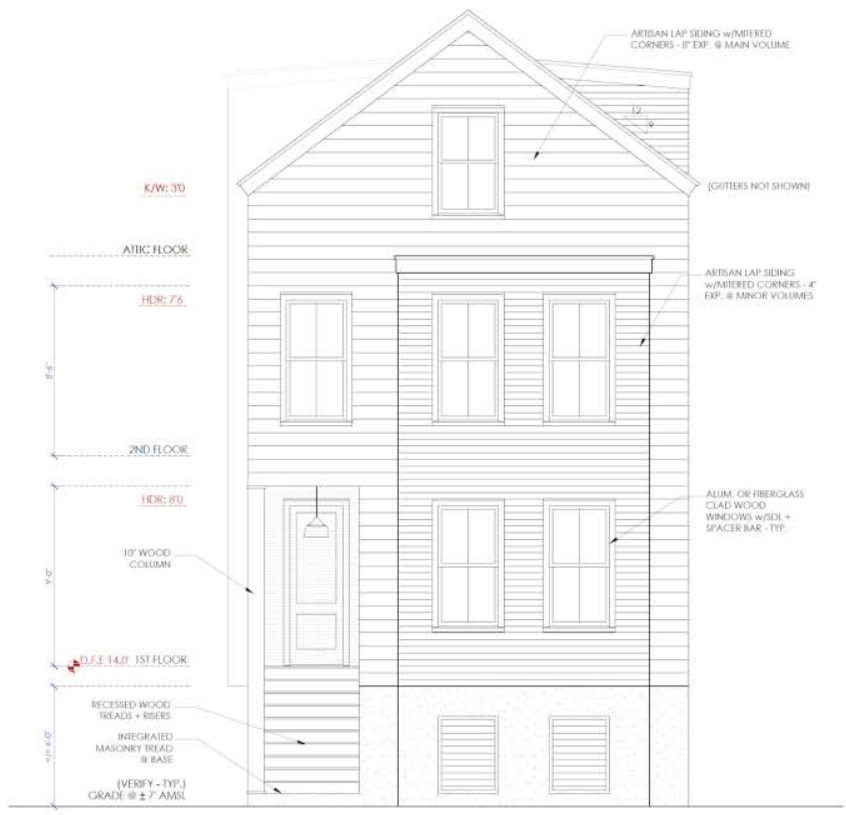 ARTISAN LAP SIDING w/MITERED
CORNERS - 8" EXP. @ MAIN VOLUME
12
9
K/W: 3'0
(GUTTERS NOT SHOWN)
ATTIC FLOOR
ARTISAN LAP SIDING
w/MITERED CORNERS - 4"
EXP. @ MINOR VOLUMES
HDR: 7'6
8'-6"
2ND FLOOR
HDR: 8'0
ALUM. OR FIBERGLASS
CLAD WOOD
WINDOWS w/SDL +
SPACER BAR - TYP.
10" WOOD
COLUMN
9'-0"
D.F.E 14.0' 1ST FLOOR
RECESSED WOOD
TREADS + RISERS
INTEGRATED
MASONRY TREAD
@ BASE
(VERIFY - TYP.)
GRADE @ ± 7' AMSL